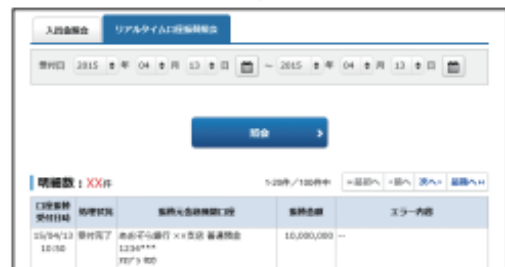 入出金照会 リアルタイム口座振替照会
受付日 2015 年 04 月 13 日 ~ 2015 年 04 月 13 日
照会 >
明細数：XX件 1-20件／100件中 «最初へ ‹前へ 次へ› 最後へ»
口座振替受付日時 処理状況 振替元金融機関口座 振替金額 エラー内容
15/04/13 受付完了 あおぞら銀行 ××支店 普通預金 10,000,000 --
10:50 1234***